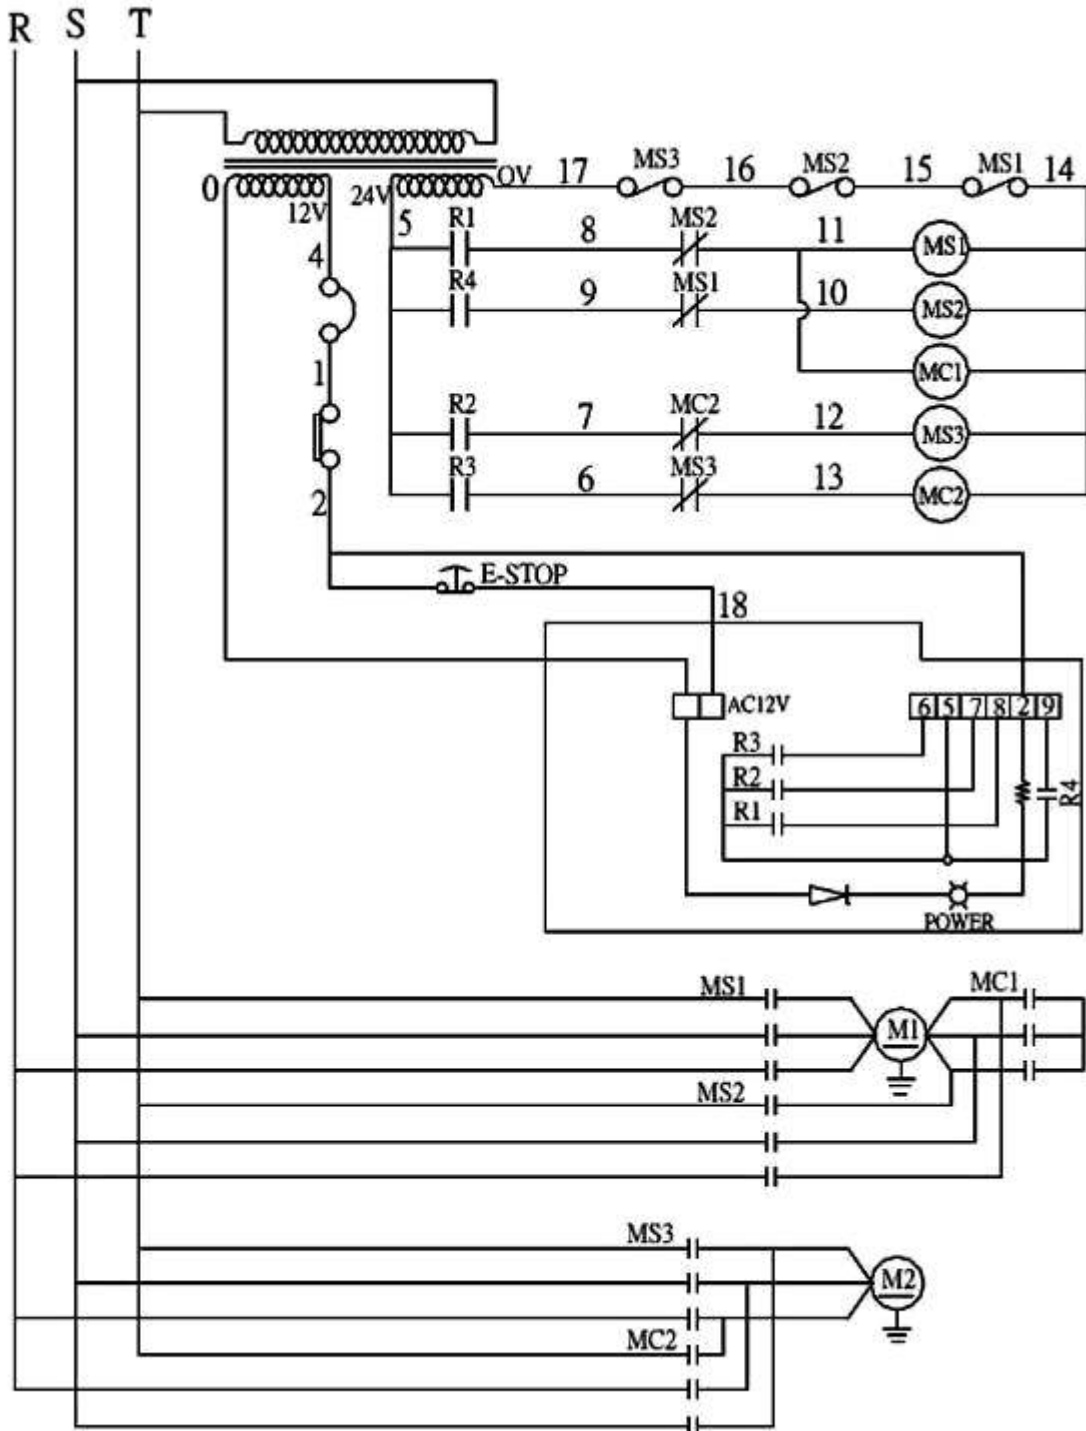 R S T
0 12V 24V 0V 17 MS3 16 MS2 15 MS1 14
4 5 R1 8 MS2 11 MS1
R4 9 MS1 10 MS2
1 MC1
R2 7 MC2 12 MS3
2 R3 6 MS3 13 MC2
E-STOP
18
AC12V 6 5 7 8 2 9
R3
R2 R4
R1
POWER
MS1 M1 MC1
MS2
MS3
M2
MC2